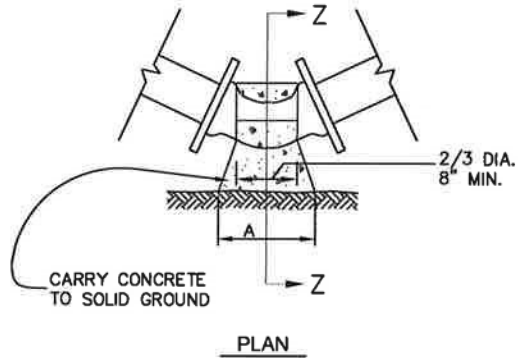 Z
2/3 DIA.
8" MIN.
A
CARRY CONCRETE
TO SOLID GROUND
Z
PLAN